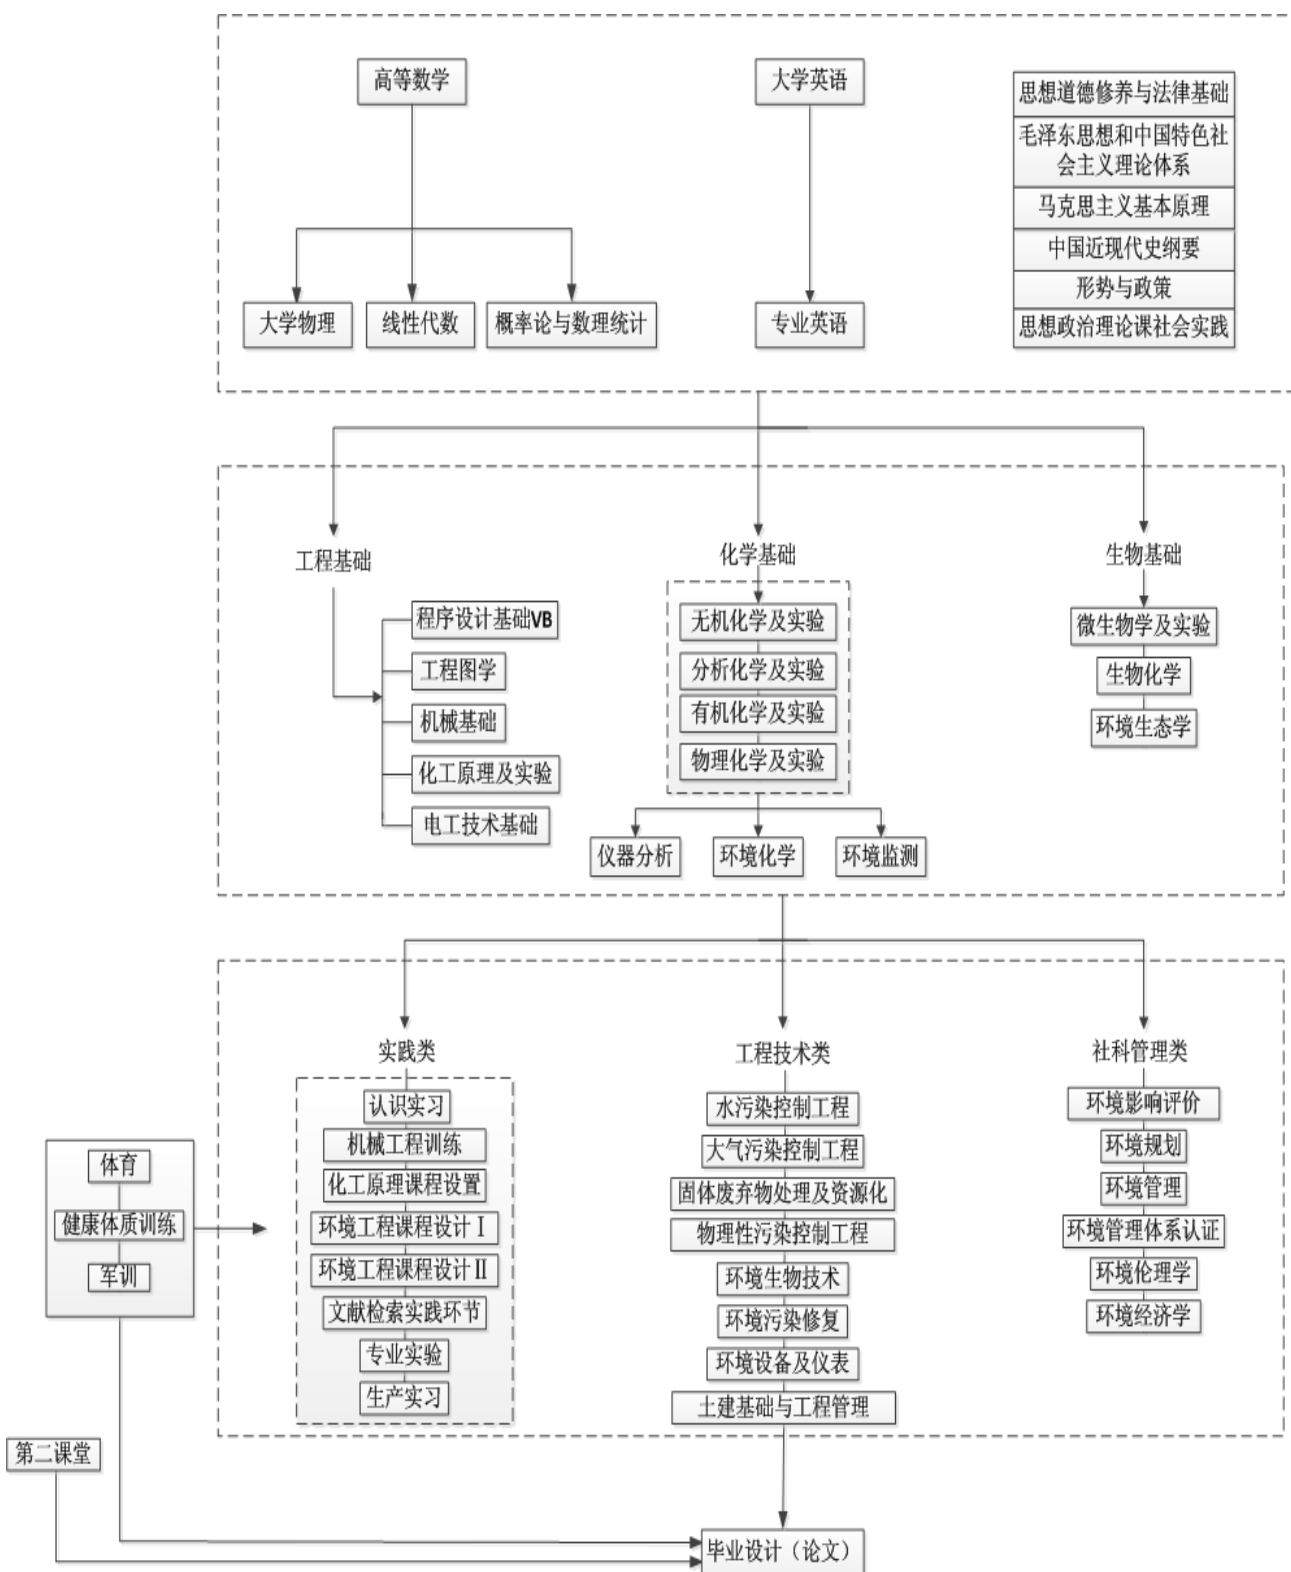 高等数学
大学英语
思想道德修养与法律基础
毛泽东思想和中国特色社
会主义理论体系
马克思主义基本原理
中国近现代史纲要
形势与政策
思想政治理论课社会实践
大学物理
线性代数
概率论与数理统计
专业英语
工程基础
程序设计基础VB
工程图学
机械基础
化工原理及实验
电工技术基础
化学基础
无机化学及实验
分析化学及实验
有机化学及实验
物理化学及实验
仪器分析
环境化学
环境监测
生物基础
微生物学及实验
生物化学
环境生态学
实践类
认识实习
机械工程训练
化工原理课程设置
环境工程课程设计Ⅰ
环境工程课程设计Ⅱ
文献检索实践环节
专业实验
生产实习
工程技术类
水污染控制工程
大气污染控制工程
固体废弃物处理及资源化
物理性污染控制工程
环境生物技术
环境污染修复
环境设备及仪表
土建基础与工程管理
社科管理类
环境影响评价
环境规划
环境管理
环境管理体系认证
环境伦理学
环境经济学
体育
健康体质训练
军训
第二课堂
毕业设计（论文）